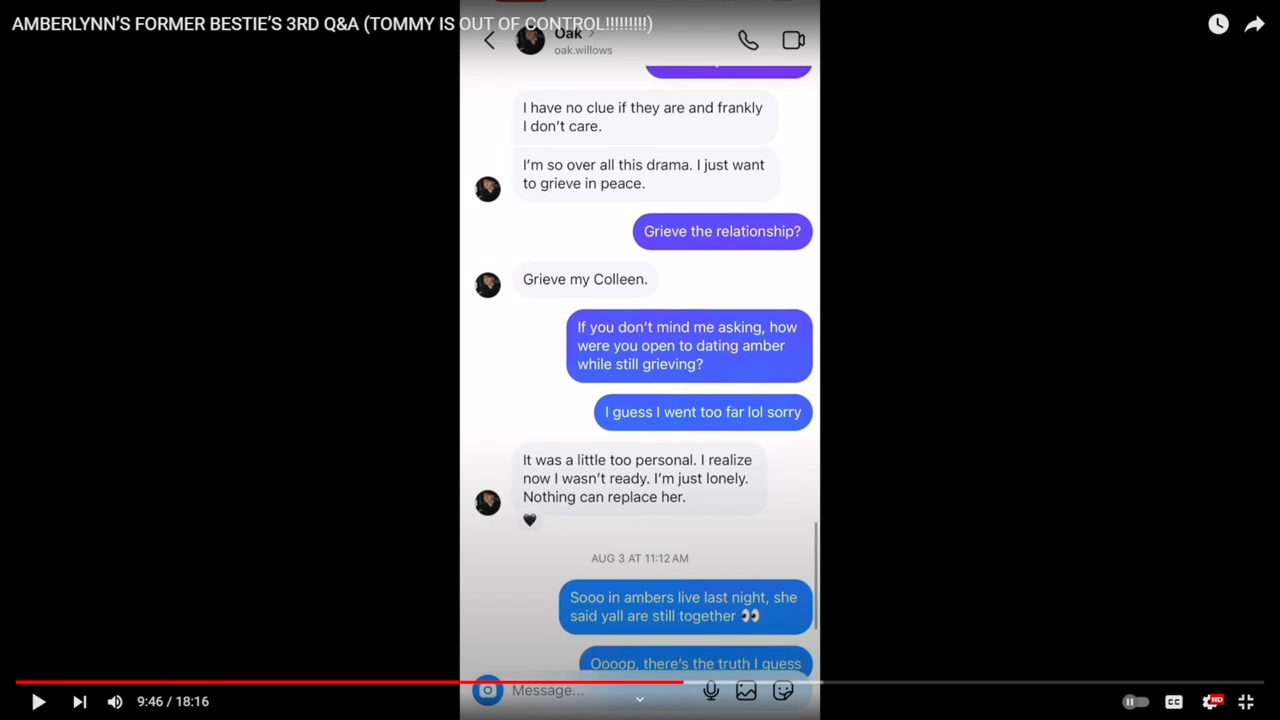 AMBERLYNN'S FORMER BESTIE'S 3RD Q&A (TOMMY IS OUT OF CONTROL!!!!!!!!!)
Oak
oak.willows
I have no clue if they are and frankly
I don't care.
I'm so over all this drama. I just want
to grieve in peace.
Grieve the relationship?
Grieve my Colleen.
If you don't mind me asking, how
were you open to dating amber
while still grieving?
I guess I went too far lol sorry
It was a little too personal. I realize
now I wasn't ready. I'm just lonely.
Nothing can replace her.
🖤
AUG 3 AT 11:12 AM
Sooo in ambers live last night, she
said yall are still together 👀
Oooop, there's the truth I guess
Message...
9:46 / 18:16
CC
HD